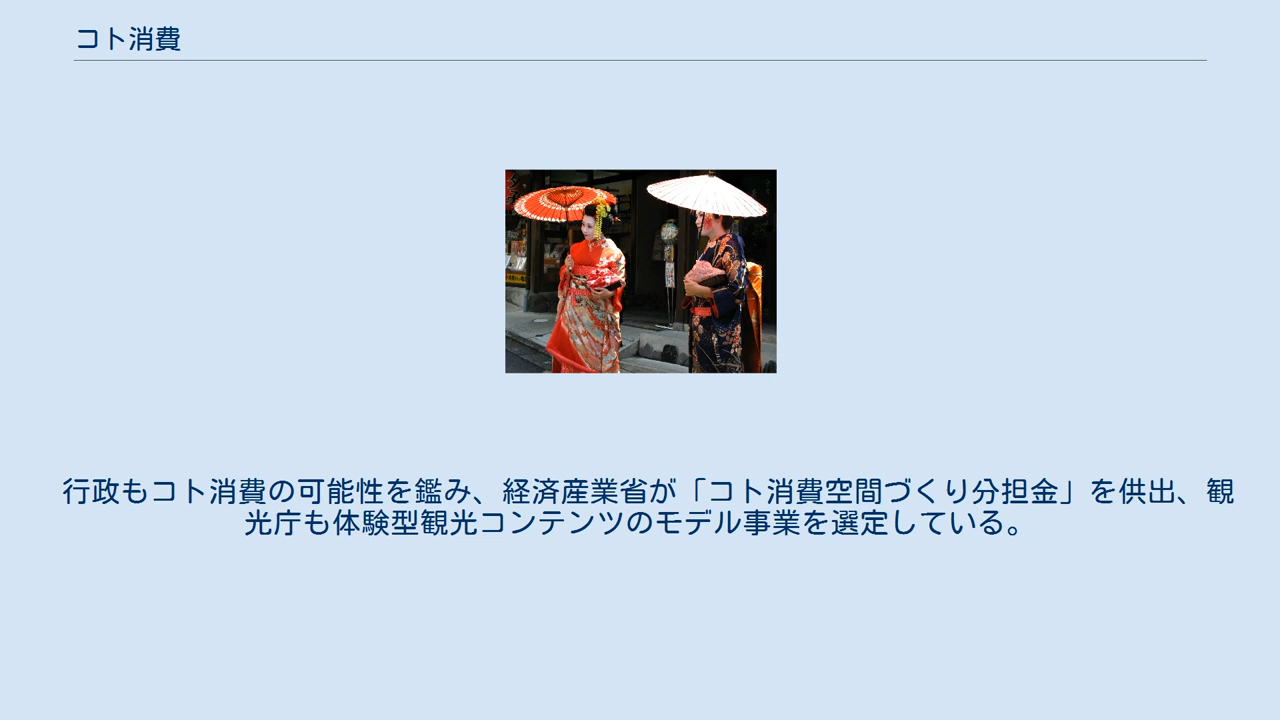 コト消費
行政もコト消費の可能性を鑑み、経済産業省が「コト消費空間づくり分担金」を供出、観
光庁も体験型観光コンテンツのモデル事業を選定している。